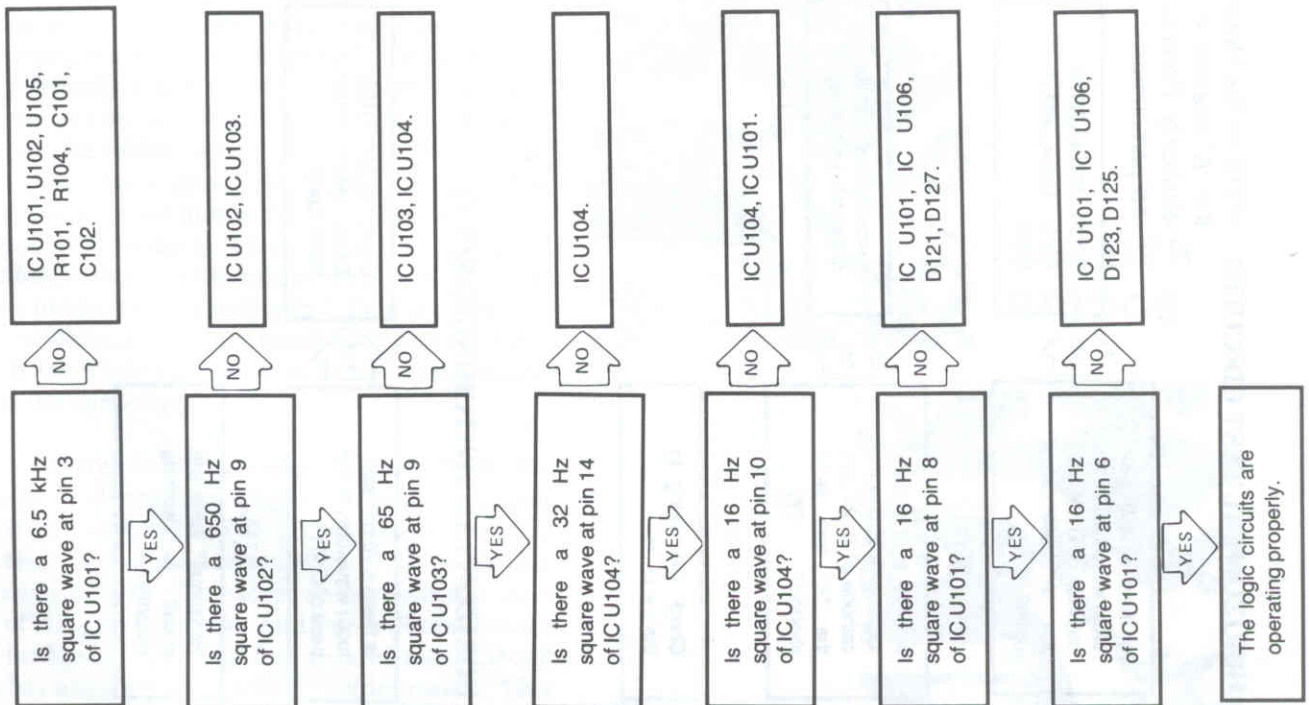 Is there a 6.5 kHz
square wave at pin 3
of IC U101?
NO
IC U101, U102, U105,
R101, R104, C101,
C102.
YES
Is there a 650 Hz
square wave at pin 9
of IC U102?
NO
IC U102, IC U103.
YES
Is there a 65 Hz
square wave at pin 9
of IC U103?
NO
IC U103, IC U104.
YES
Is there a 32 Hz
square wave at pin 14
of IC U104?
NO
IC U104.
YES
Is there a 16 Hz
square wave at pin 10
of IC U104?
NO
IC U104, IC U101.
YES
Is there a 16 Hz
square wave at pin 8
of IC U101?
NO
IC U101, IC U106,
D121, D127.
YES
Is there a 16 Hz
square wave at pin 6
of IC U101?
NO
IC U101, IC U106,
D123, D125.
YES
The logic circuits are
operating properly.